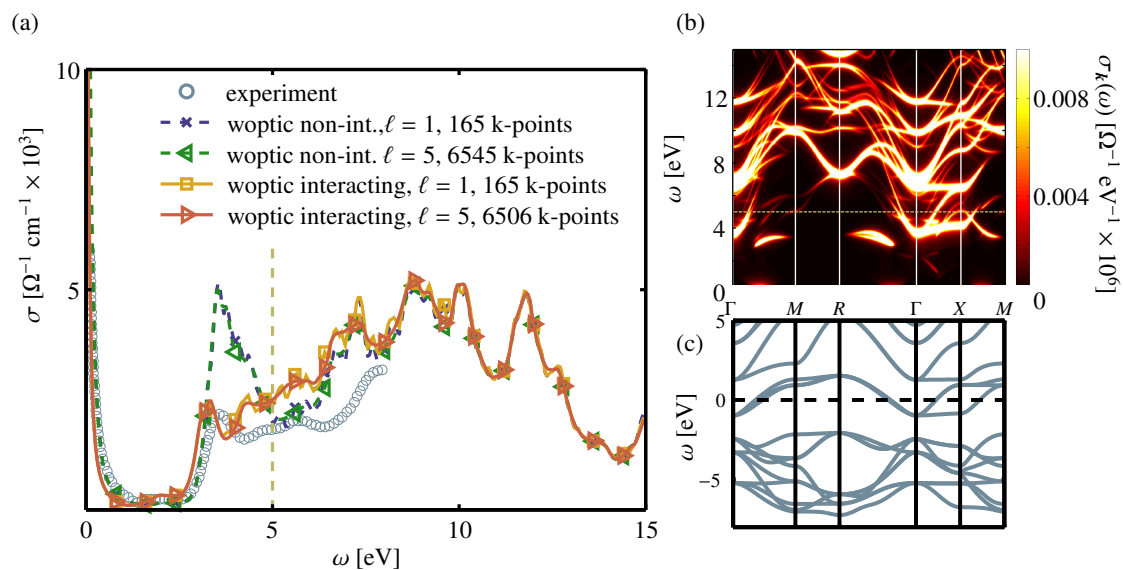 (a)
10
5
0
5
10
15
σ [Ω⁻¹ cm⁻¹ × 10³]
ω [eV]
experiment
woptic non-int.,ℓ = 1, 165 k-points
woptic non-int. ℓ = 5, 6545 k-points
woptic interacting, ℓ = 1, 165 k-points
woptic interacting, ℓ = 5, 6506 k-points
(b)
12
8
4
0
ω [eV]
0.008
0.004
0
σₖ(ω) [Ω⁻¹ eV⁻¹ × 10⁶]
Γ M R Γ X M
(c)
5
0
−5
ω [eV]